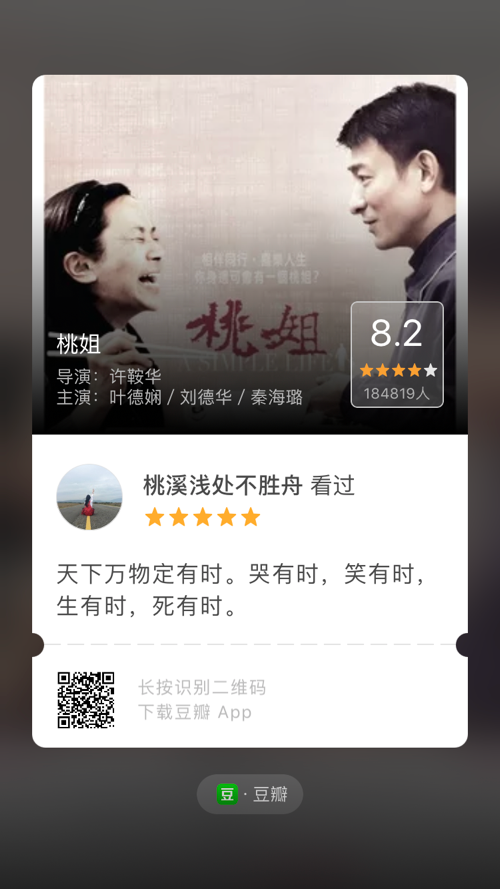 相伴同行·喜樂人生
你身邊可會有一個桃姐？
桃姐
A SIMPLE LIFE
桃姐
8.2
导演：许鞍华
主演：叶德娴 / 刘德华 / 秦海璐
184819人
桃溪浅处不胜舟 看过
天下万物定有时。哭有时，笑有时，
生有时，死有时。
长按识别二维码
下载豆瓣 App
豆 · 豆瓣